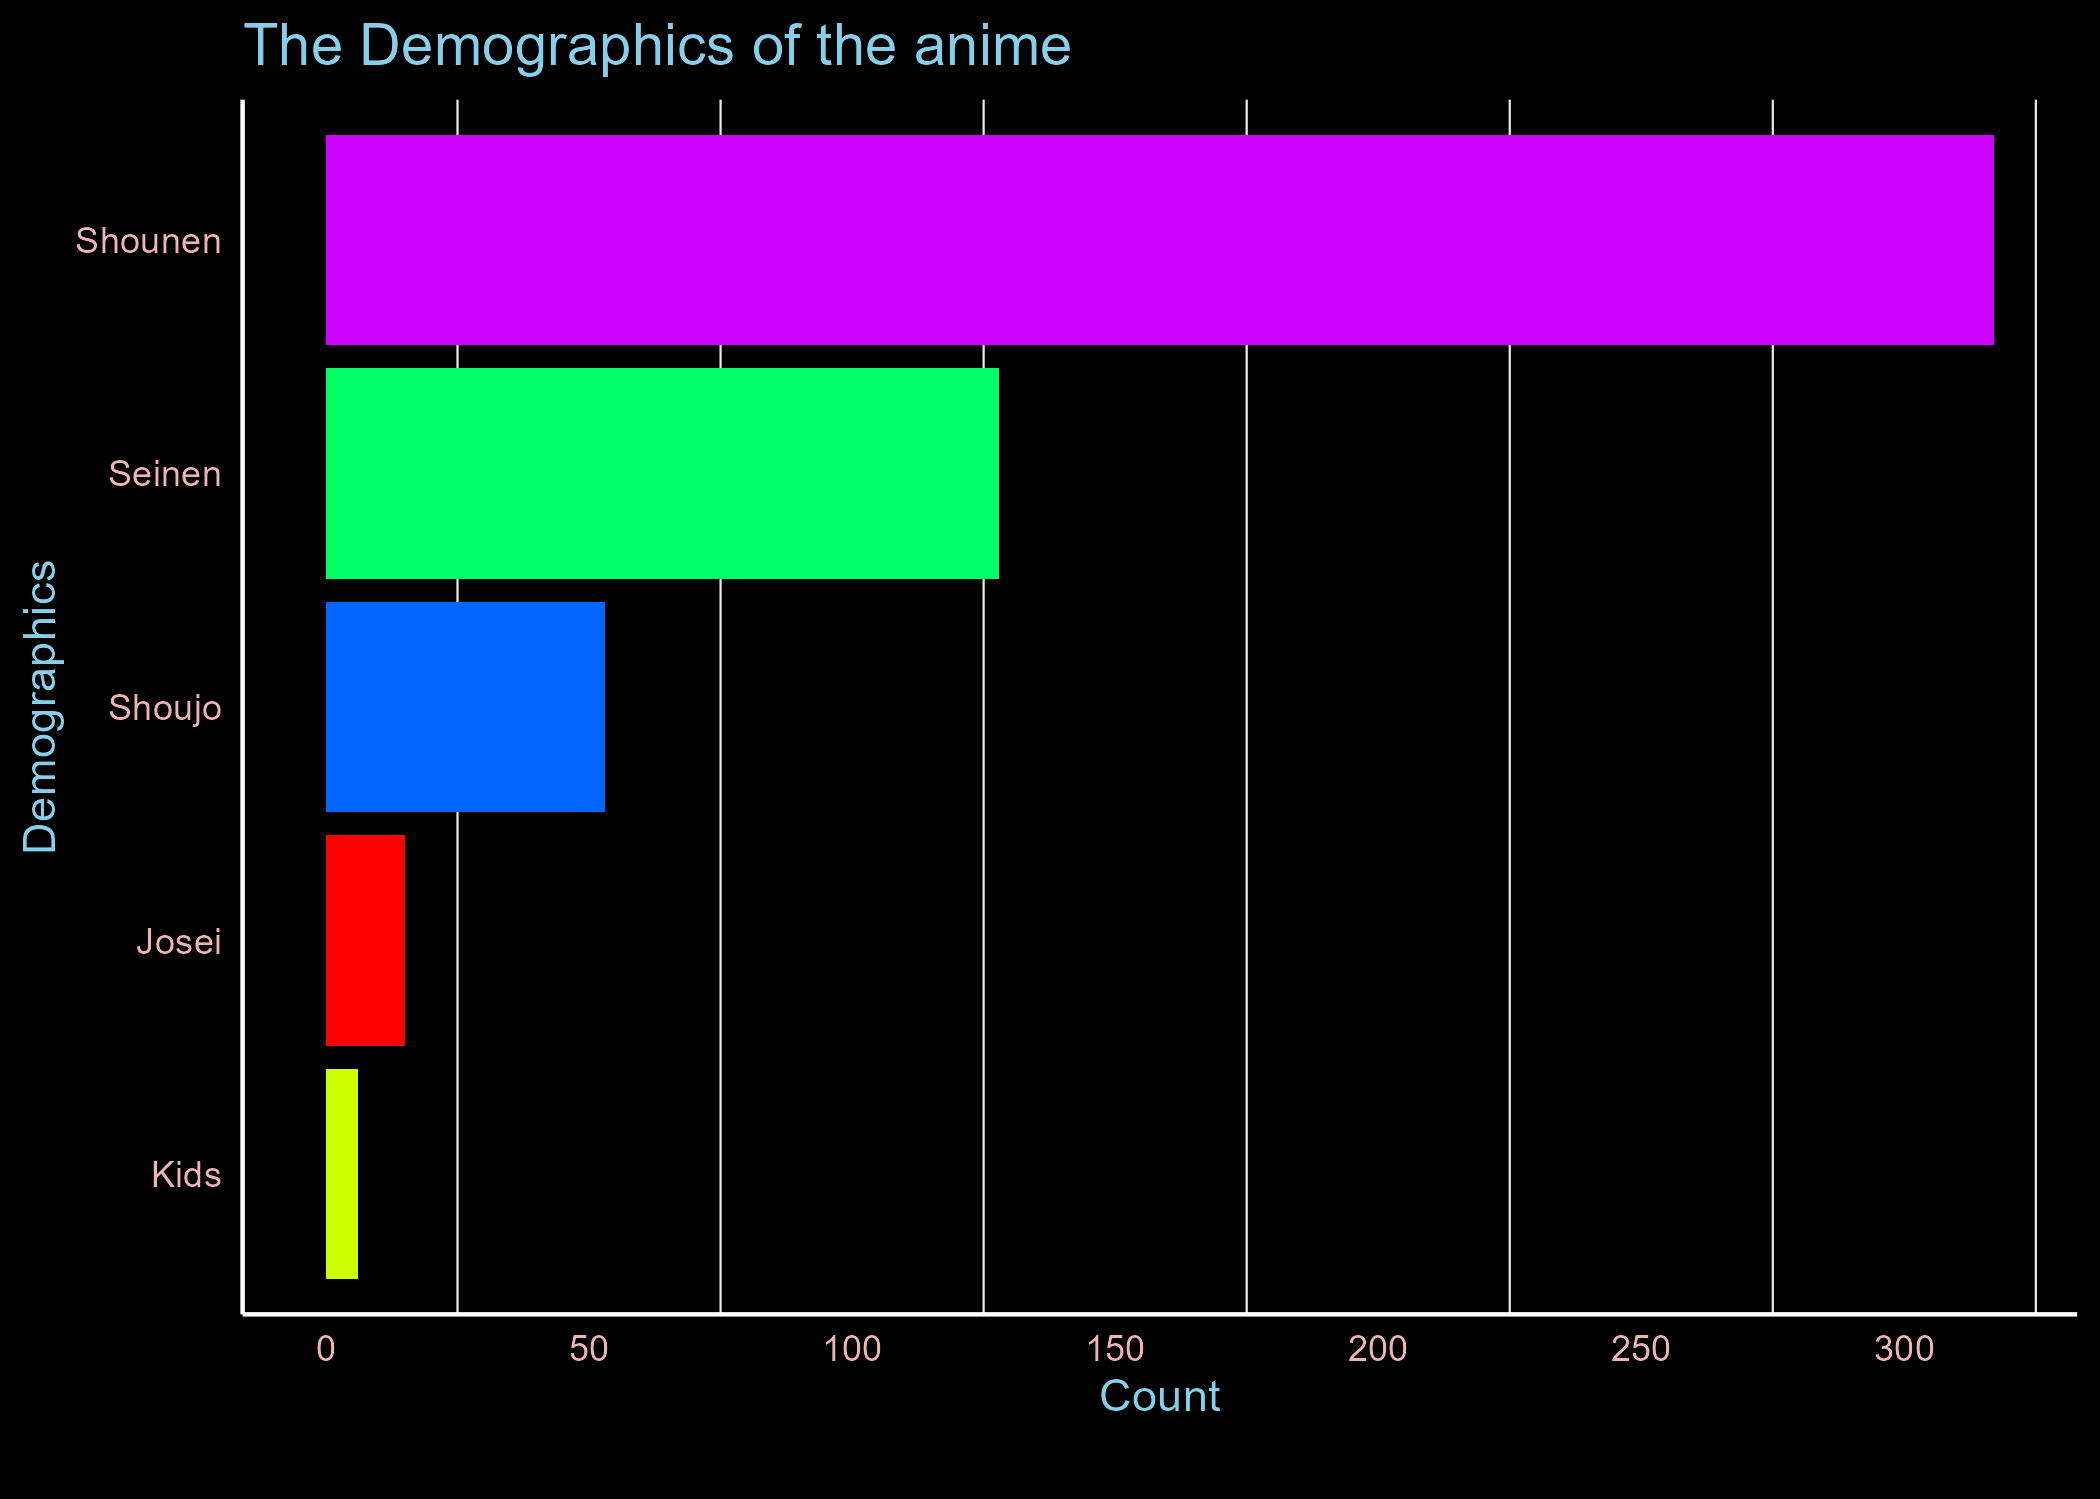 The Demographics of the anime
Demographics
Shounen
Seinen
Shoujo
Josei
Kids
0 50 100 150 200 250 300
Count